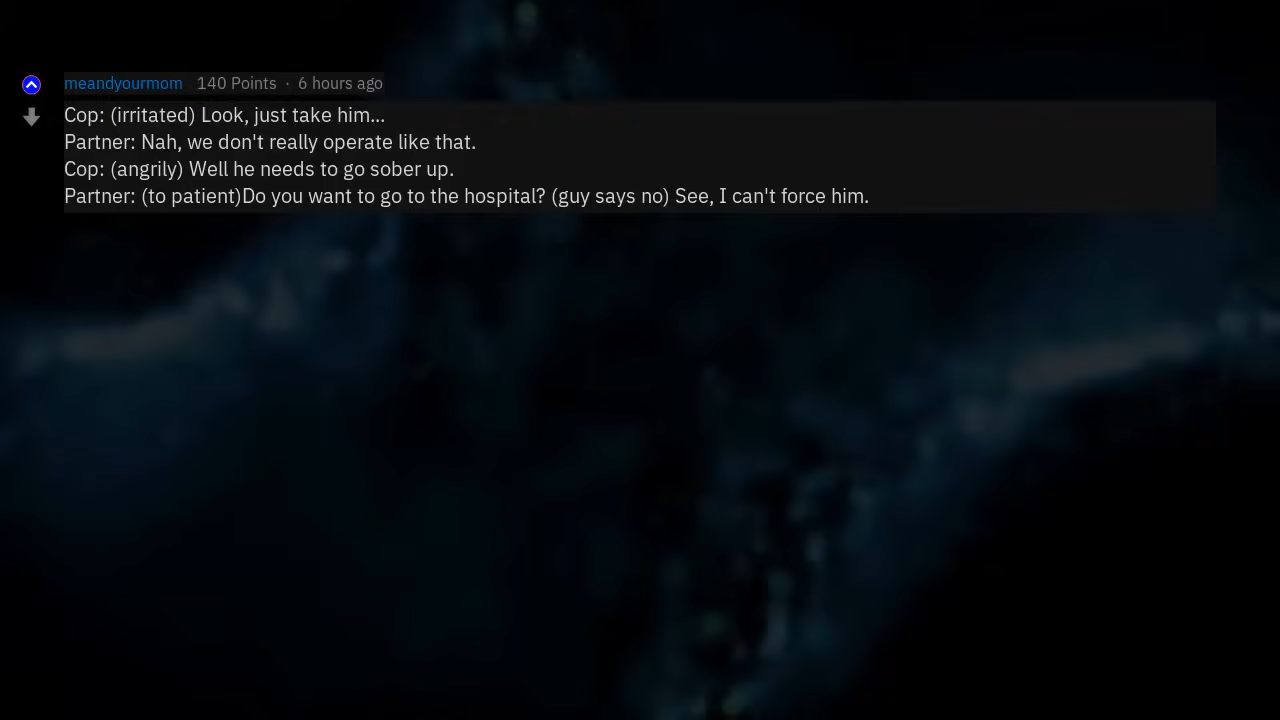 meandyourmom 140 Points · 6 hours ago
Cop: (irritated) Look, just take him...
Partner: Nah, we don't really operate like that.
Cop: (angrily) Well he needs to go sober up.
Partner: (to patient)Do you want to go to the hospital? (guy says no) See, I can't force him.